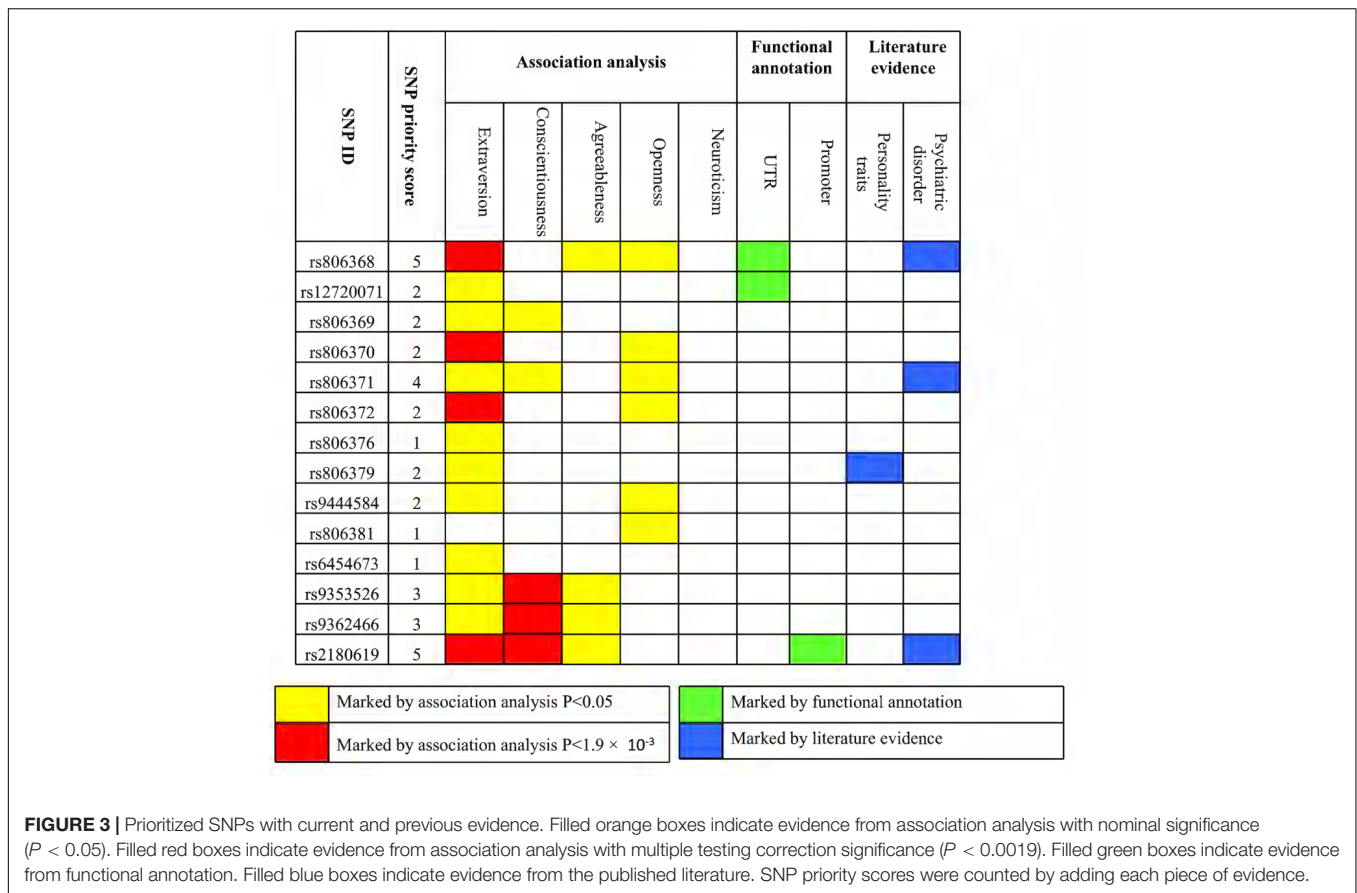 SNP ID
SNP priority score
Association analysis
Functional annotation
Literature evidence
Extraversion
Conscientiousness
Agreeableness
Openness
Neuroticism
UTR
Promoter
Personality traits
Psychiatric disorder
rs806368 5
rs12720071 2
rs806369 2
rs806370 2
rs806371 4
rs806372 2
rs806376 1
rs806379 2
rs9444584 2
rs806381 1
rs6454673 1
rs9353526 3
rs9362466 3
rs2180619 5
Marked by association analysis P<0.05
Marked by functional annotation
Marked by association analysis P<1.9 × 10-3
Marked by literature evidence
FIGURE 3 | Prioritized SNPs with current and previous evidence. Filled orange boxes indicate evidence from association analysis with nominal significance
(P < 0.05). Filled red boxes indicate evidence from association analysis with multiple testing correction significance (P < 0.0019). Filled green boxes indicate evidence
from functional annotation. Filled blue boxes indicate evidence from the published literature. SNP priority scores were counted by adding each piece of evidence.